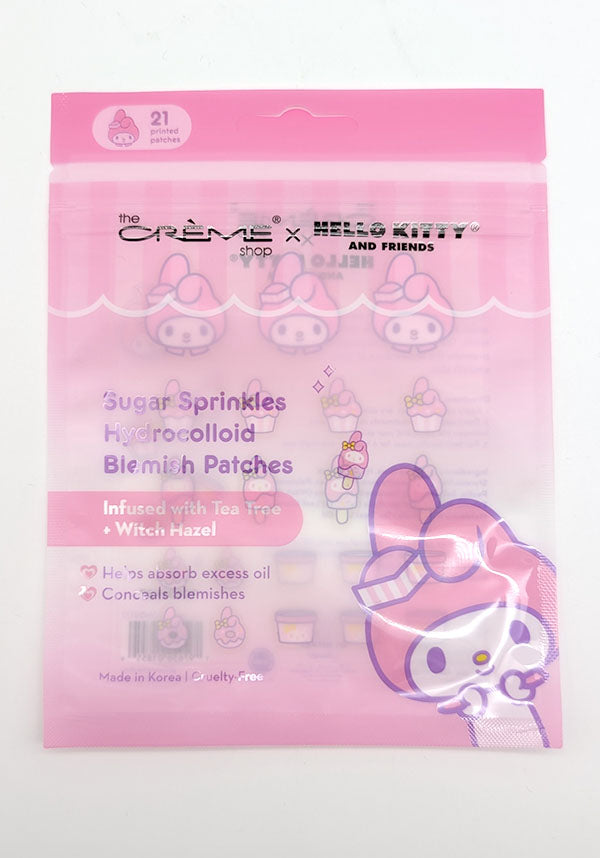 21
printed
patches
the
CRÈME® x HELLO KITTY®
shop
AND FRIENDS
Sugar Sprinkles
Hydrocolloid
Blemish Patches
Infused with Tea Tree
+ Witch Hazel
Helps absorb excess oil
Conceals blemishes
Made in Korea | Cruelty-Free